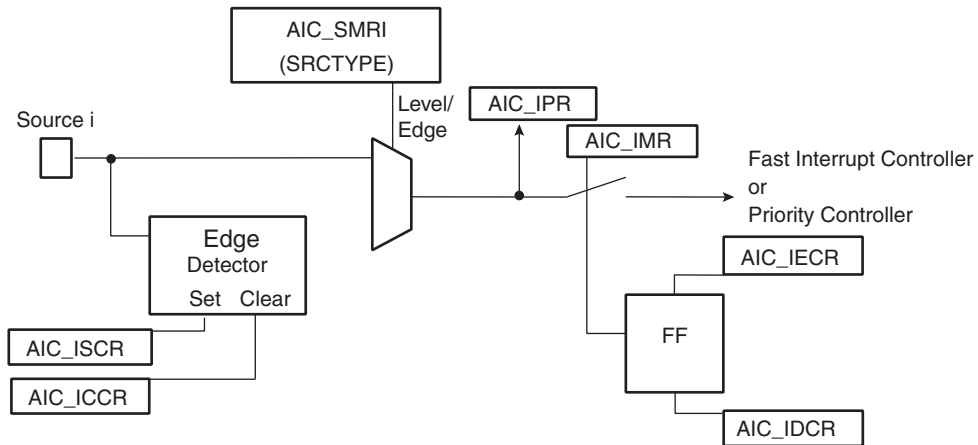 AIC_SMRI
(SRCTYPE)
Level/
Edge
AIC_IPR
AIC_IMR
Source i
Fast Interrupt Controller
or
Priority Controller
Edge
Detector
Set Clear
AIC_IECR
FF
AIC_ISCR
AIC_ICCR
AIC_IDCR